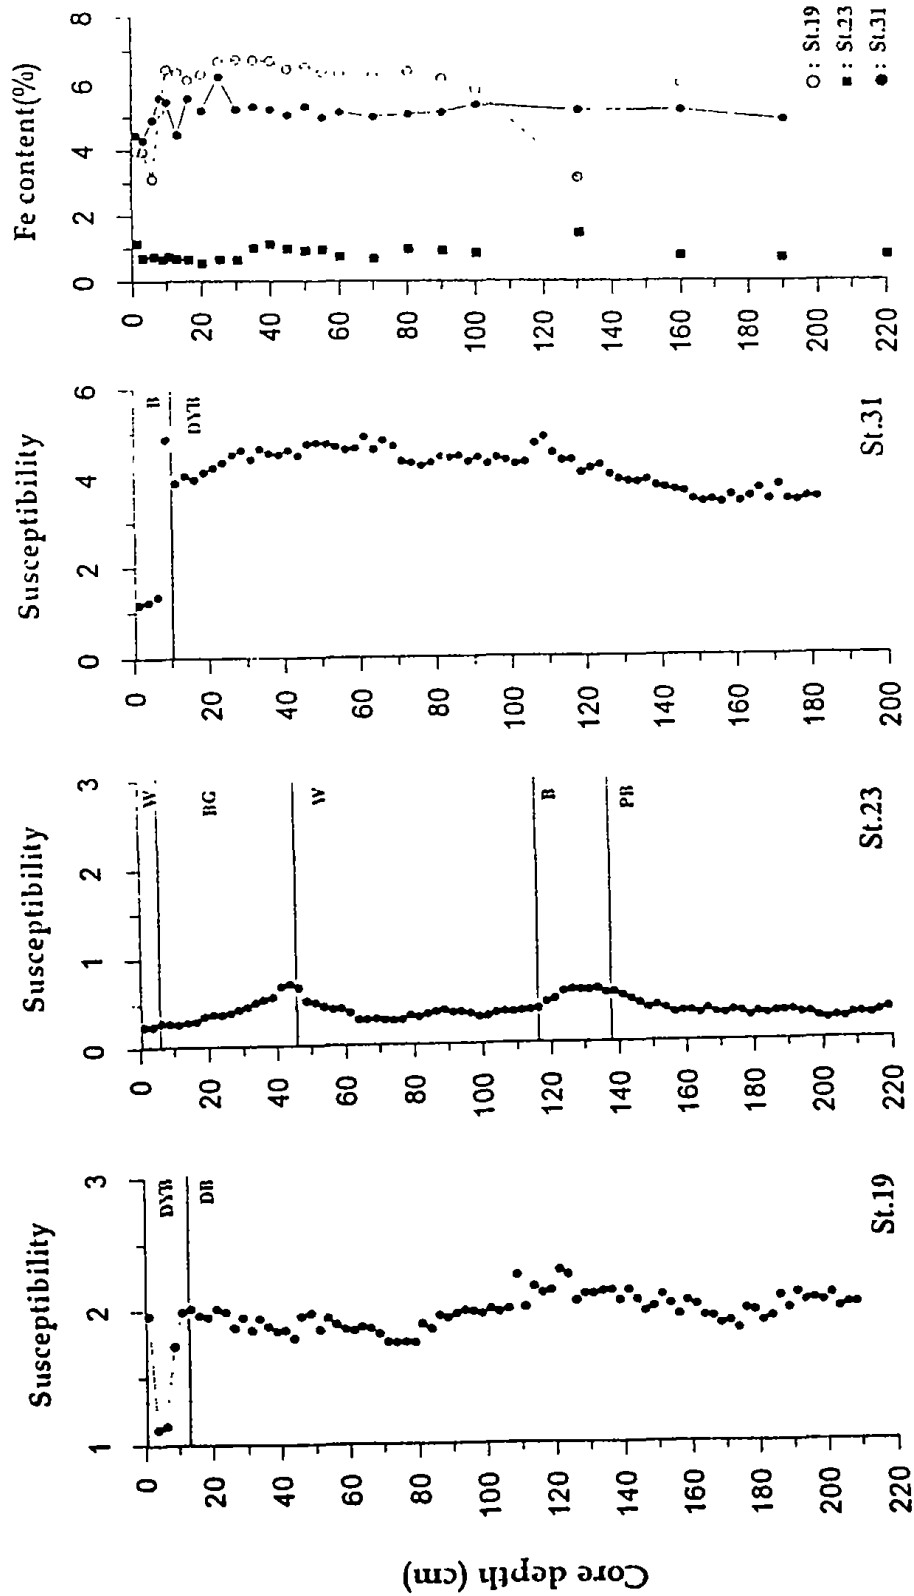 Core depth (cm)
Susceptibility
1 2 3
0
20
40
60
80
100
120
140
160
180
200
220
DYB
DB
St.19
Susceptibility
0 1 2 3
0
20
40
60
80
100
120
140
160
180
200
220
W
BG
W
B
PB
St.23
Susceptibility
0 2 4 6
0
20
40
60
80
100
120
140
160
180
200
B
DYB
St.31
Fe content(%)
0 2 4 6 8
0
20
40
60
80
100
120
140
160
180
200
220
○ : St.19
■ : St.23
● : St.31